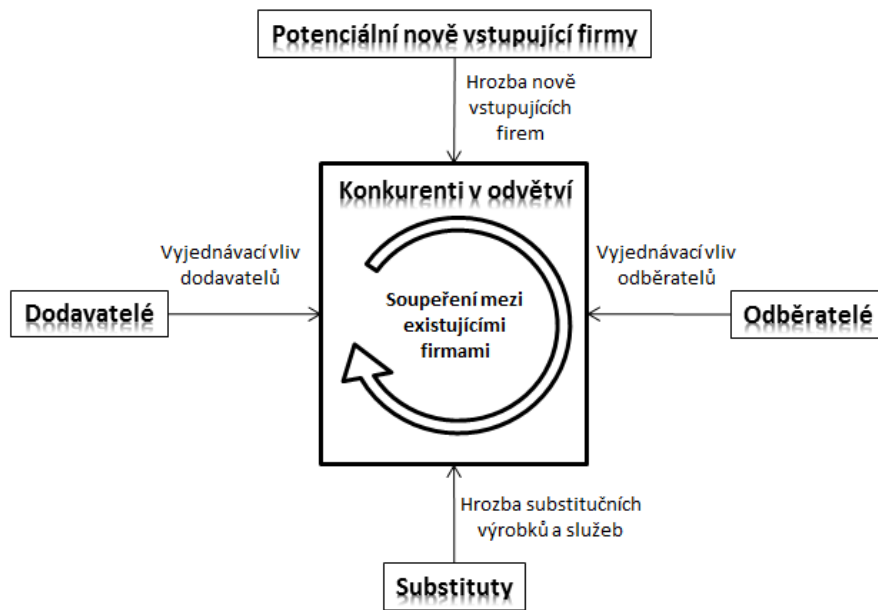 Potenciální nově vstupující firmy
Hrozba nově
vstupujících
firem
Konkurenti v odvětví
Vyjednávací vliv
dodavatelů
Vyjednávací vliv
odběratelů
Dodavatelé
Soupeření mezi
existujícími
firmami
Odběratelé
Hrozba substitučních
výrobků a služeb
Substituty